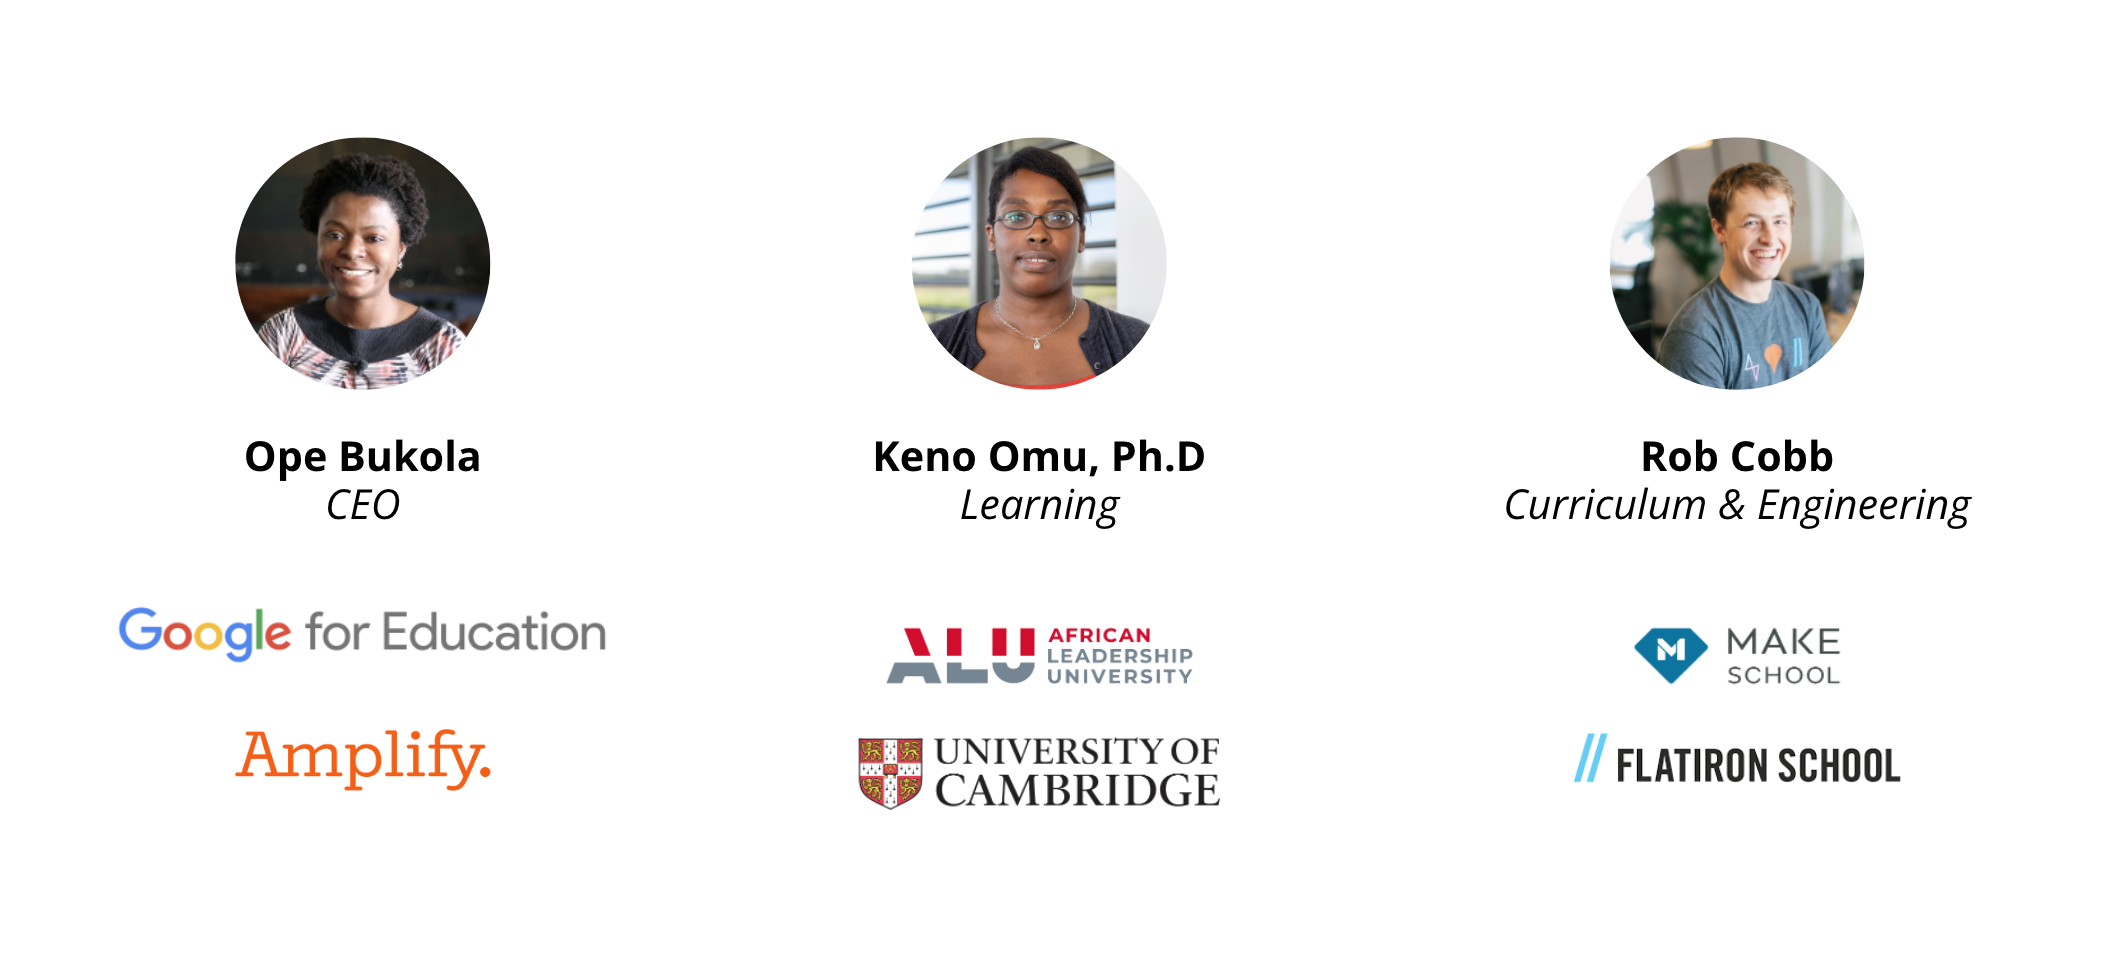 Ope Bukola
CEO
Google for Education
Amplify.
Keno Omu, Ph.D
Learning
ALU AFRICAN
LEADERSHIP
UNIVERSITY
UNIVERSITY OF
CAMBRIDGE
Rob Cobb
Curriculum & Engineering
M MAKE
SCHOOL
FLATIRON SCHOOL